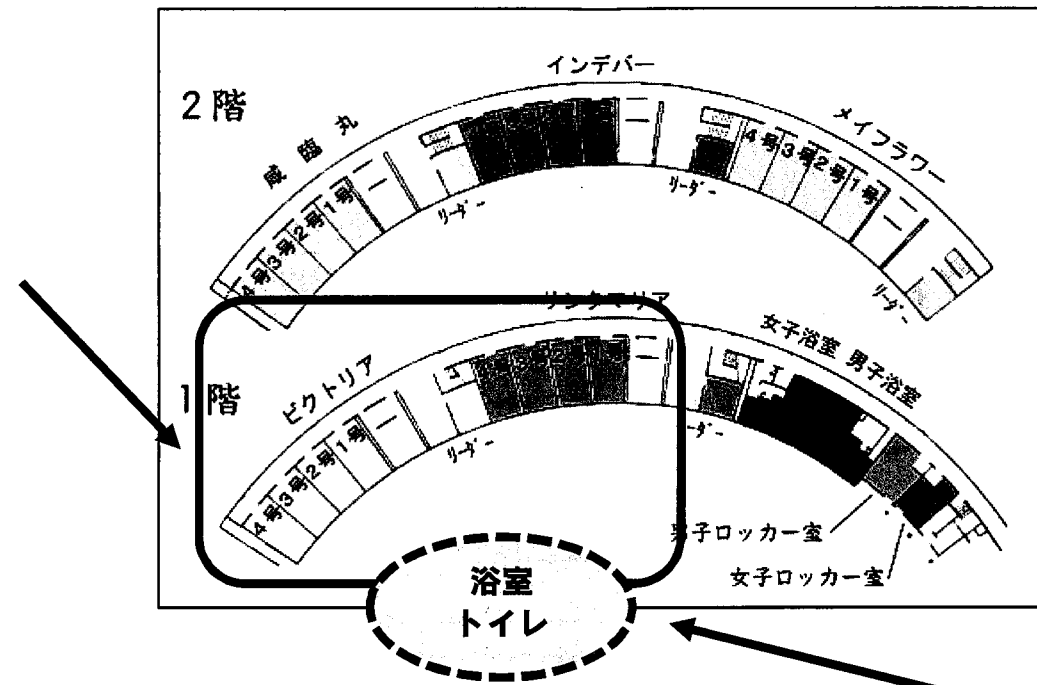 インデバー
2階
咸臨丸
メイフラワー
4号
3号
2号
1号
4号
3号
2号
1号
リーダー
リーダー
リーダー
サンタマリア
女子浴室 男子浴室
ビクトリア
1階
4号
3号
2号
1号
リーダー
男子ロッカー室
女子ロッカー室
浴室
トイレ